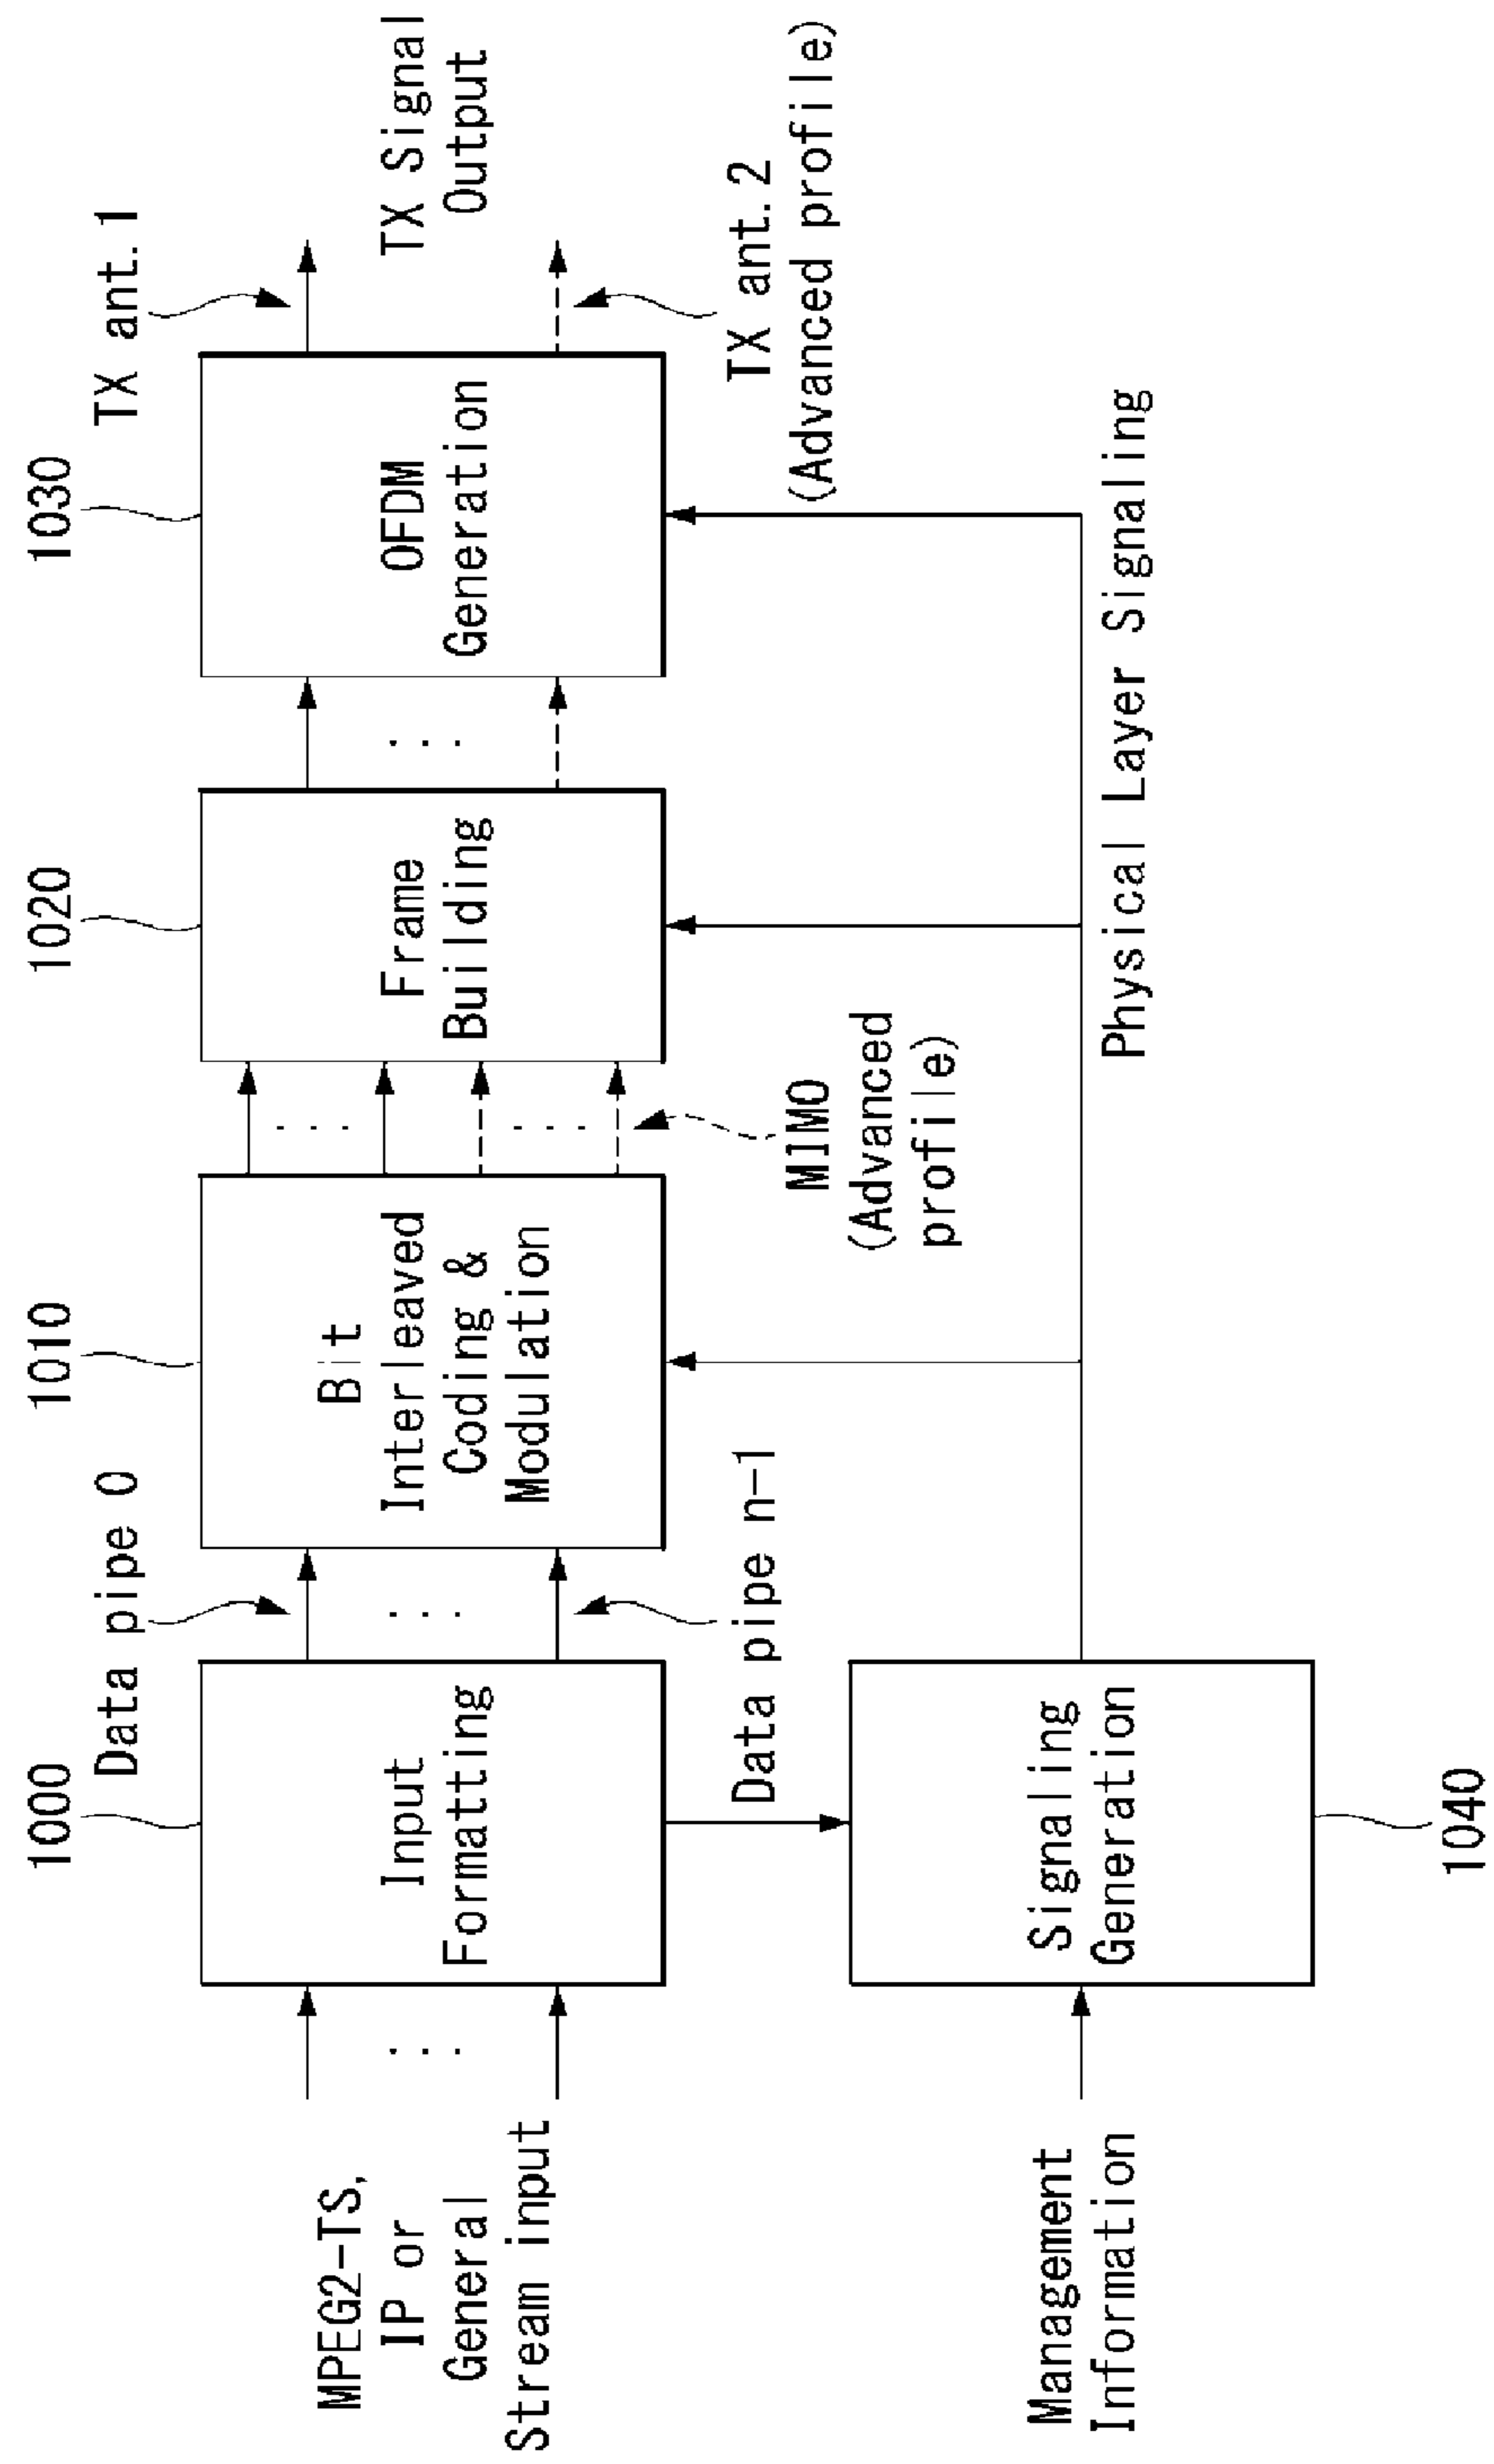 1000
1010
1020
1030
Data pipe 0
TX ant. 1
MPEG2-TS,
IP or
General
Stream input
Input
Formatting
Bit
Interleaved
Coding &
Modulation
Frame
Building
OFDM
Generation
TX Signal
Output
Data pipe n-1
MIMO
(Advanced
profile)
TX ant. 2
(Advanced profile)
Management
Information
Signaling
Generation
Physical Layer Signaling
1040